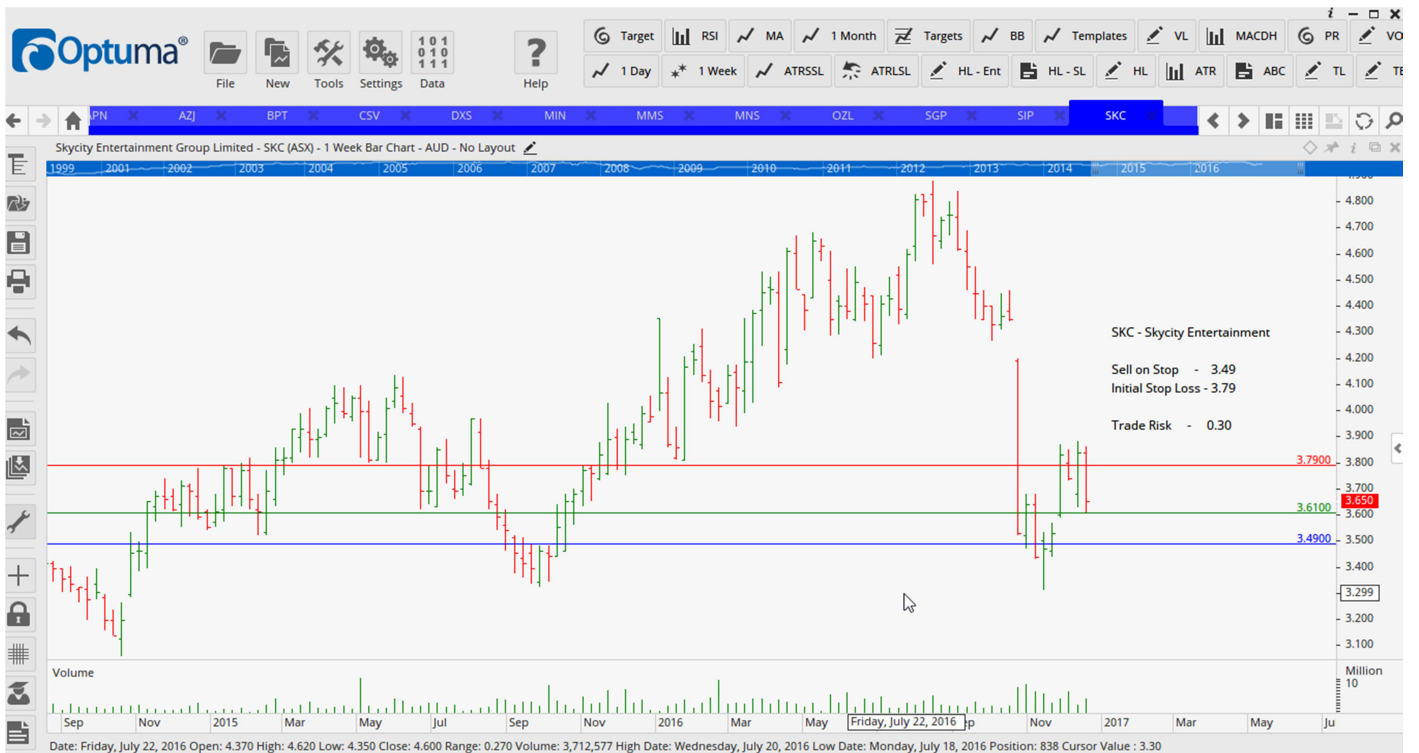 Optuma®
File
New
Tools
Settings
101
010
111
Data
?
Help
Target RSI MA 1 Month Targets BB Templates VL MACDH PR
1 Day 1 Week ATRSSL ATRLSL HL - Ent HL - SL HL ATR ABC TL
AZJ BPT CSV DXS MIN MMS MNS OZL SGP SIP SKC
Skycity Entertainment Group Limited - SKC (ASX) - 1 Week Bar Chart - AUD - No Layout
1999 2001 2002 2003 2004 2005 2006 2007 2008 2009 2010 2011 2012 2013 2014 2015 2016
4.800
4.700
4.600
4.500
4.400
4.300
4.200
4.100
4.000
3.900
3.800
3.700
3.650
3.600
3.500
3.400
3.299
3.200
3.100
SKC - Skycity Entertainment
Sell on Stop - 3.49
Initial Stop Loss - 3.79
Trade Risk - 0.30
3.7900
3.6100
3.4900
Volume
Million
10
Sep Nov 2015 Mar May Jul Sep Nov 2016 Mar May Friday, July 22, 2016 Nov 2017 Mar May
Date: Friday, July 22, 2016 Open: 4.370 High: 4.620 Low: 4.350 Close: 4.600 Range: 0.270 Volume: 3,712,577 High Date: Wednesday, July 20, 2016 Low Date: Monday, July 18, 2016 Position: 838 Cursor Value : 3.30